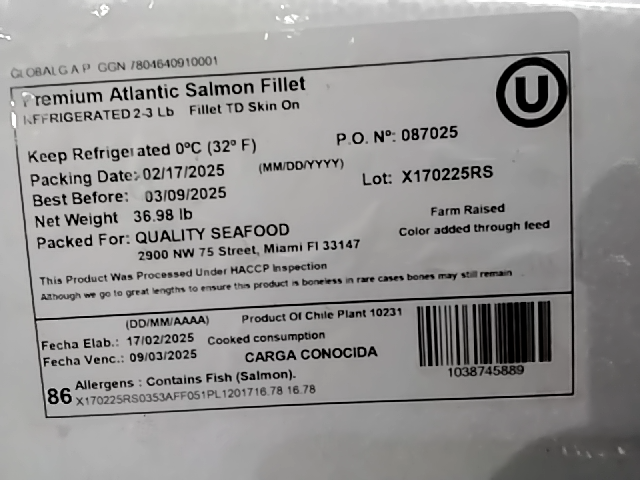 GLOBALG.A.P. GGN 7804640910001
Premium Atlantic Salmon Fillet
REFRIGERATED 2-3 Lb Fillet TD Skin On
U
Keep Refrigerated 0ºC (32º F)
P.O. Nº: 087025
Packing Date: 02/17/2025 (MM/DD/YYYY)
Lot: X170225RS
Best Before: 03/09/2025
Net Weight 36.98 lb
Farm Raised
Packed For: QUALITY SEAFOOD
Color added through feed
2900 NW 75 Street, Miami Fl 33147
This Product Was Processed Under HACCP Inspection
Although we go to great lengths to ensure this product is boneless in rare cases bones may still remain
(DD/MM/AAAA) Product Of Chile Plant 10231
Fecha Elab.: 17/02/2025 Cooked consumption
Fecha Venc.: 09/03/2025 CARGA CONOCIDA
1038745889
86 Allergens : Contains Fish (Salmon).
X170225RS0353AFF051PL1201716.78 16.78